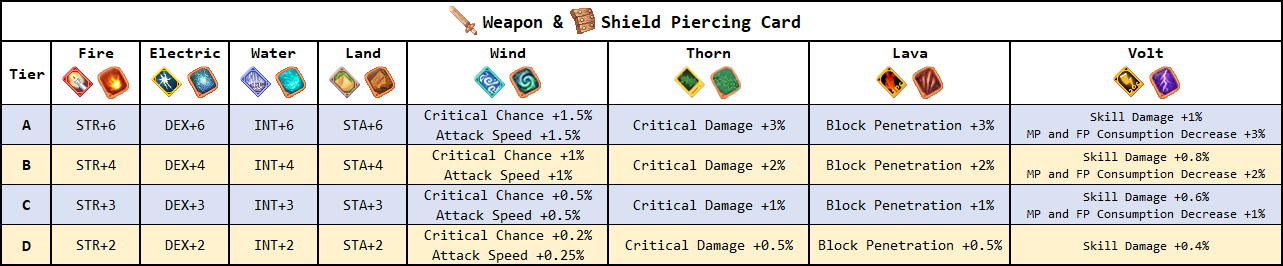 Weapon & Shield Piercing Card
Tier Fire Electric Water Land Wind Thorn Lava Volt
A STR+6 DEX+6 INT+6 STA+6 Critical Chance +1.5% Critical Damage +3% Block Penetration +3% Skill Damage +1%
Attack Speed +1.5% MP and FP Consumption Decrease +3%
B STR+4 DEX+4 INT+4 STA+4 Critical Chance +1% Critical Damage +2% Block Penetration +2% Skill Damage +0.8%
Attack Speed +1% MP and FP Consumption Decrease +2%
C STR+3 DEX+3 INT+3 STA+3 Critical Chance +0.5% Critical Damage +1% Block Penetration +1% Skill Damage +0.6%
Attack Speed +0.5% MP and FP Consumption Decrease +1%
D STR+2 DEX+2 INT+2 STA+2 Critical Chance +0.2% Critical Damage +0.5% Block Penetration +0.5% Skill Damage +0.4%
Attack Speed +0.25%